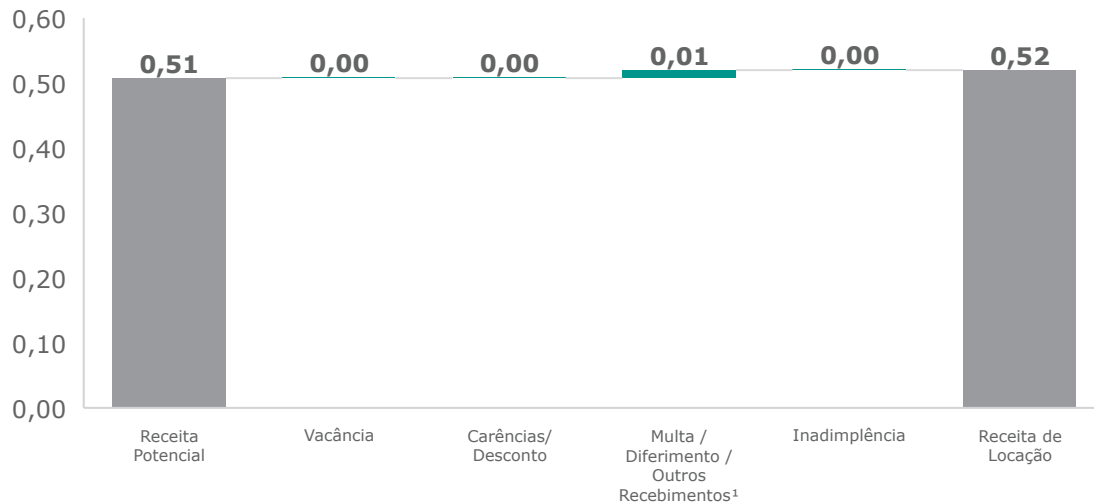 0,60
0,50
0,40
0,30
0,20
0,10
0,00
0,51
0,00
0,00
0,01
0,00
0,52
Receita
Potencial
Vacância
Carências/
Desconto
Multa /
Diferimento /
Outros
Recebimentos¹
Inadimplência
Receita de
Locação